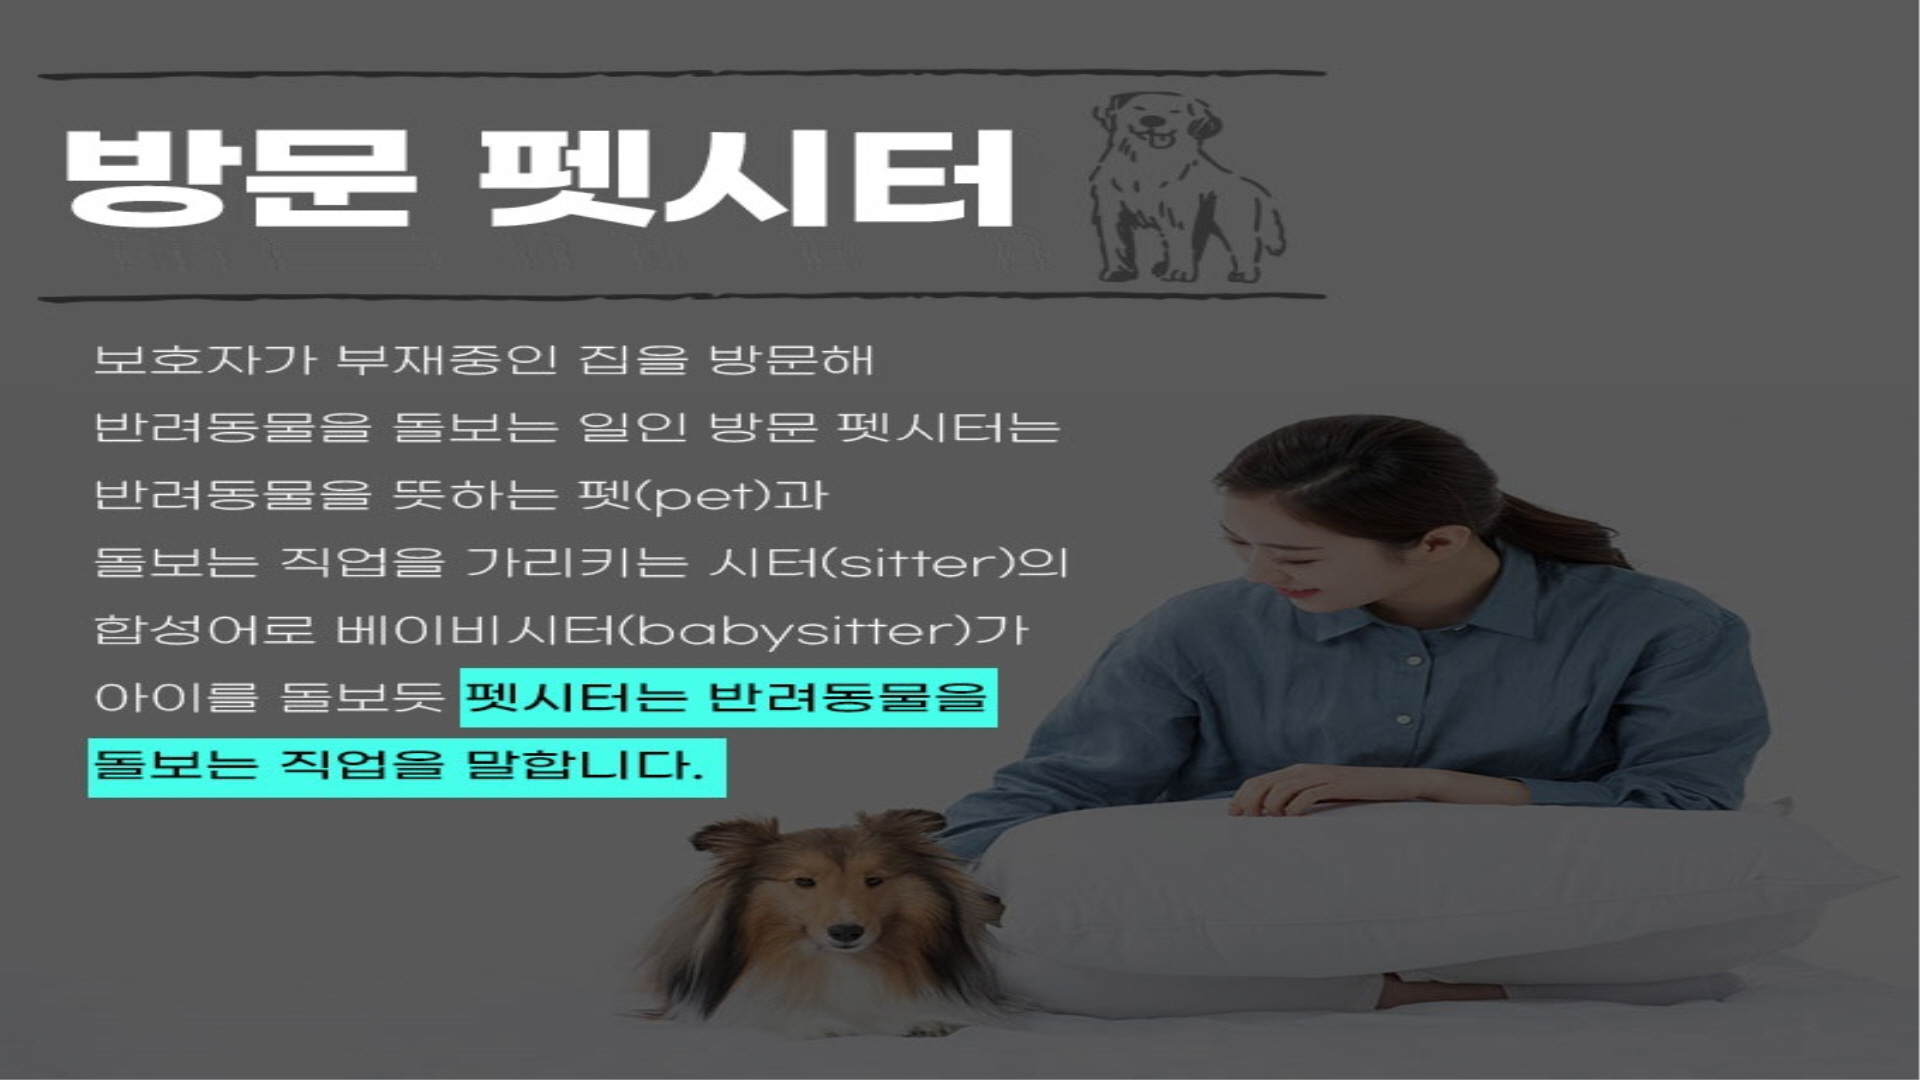 방문 펫시터
보호자가 부재중인 집을 방문해
반려동물을 돌보는 일인 방문 펫시터는
반려동물을 뜻하는 펫(pet)과
돌보는 직업을 가리키는 시터(sitter)의
합성어로 베이비시터(babysitter)가
아이를 돌보듯 펫시터는 반려동물을
돌보는 직업을 말합니다.